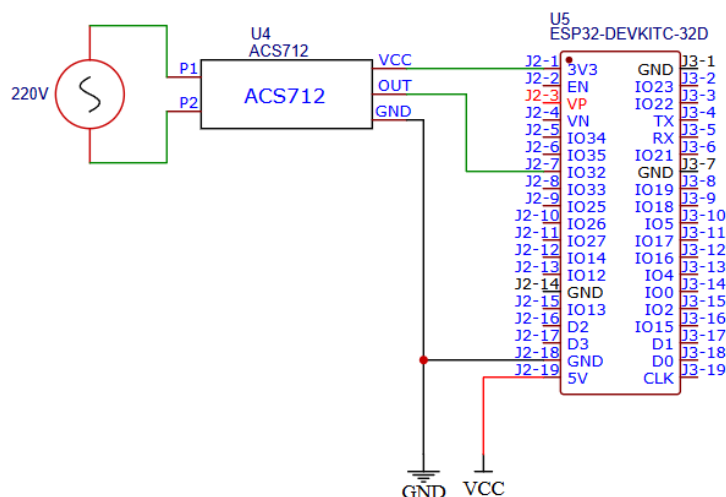 U4
ACS712
220V
P1
P2
ACS712
VCC
OUT
GND
U5
ESP32-DEVKITC-32D
J2-1 3V3 GND J3-1
J2-2 EN IO23 J3-2
J2-3 VP IO22 J3-3
J2-4 VN TX J3-4
J2-5 IO34 RX J3-5
J2-6 IO35 IO21 J3-6
J2-7 IO32 GND J3-7
J2-8 IO33 IO19 J3-8
J2-9 IO25 IO18 J3-9
J2-10 IO26 IO5 J3-10
J2-11 IO27 IO17 J3-11
J2-12 IO14 IO16 J3-12
J2-13 IO12 IO4 J3-13
J2-14 GND IO0 J3-14
J2-15 IO13 IO2 J3-15
J2-16 D2 IO15 J3-16
J2-17 D3 D1 J3-17
J2-18 GND D0 J3-18
J2-19 5V CLK J3-19
GND
VCC